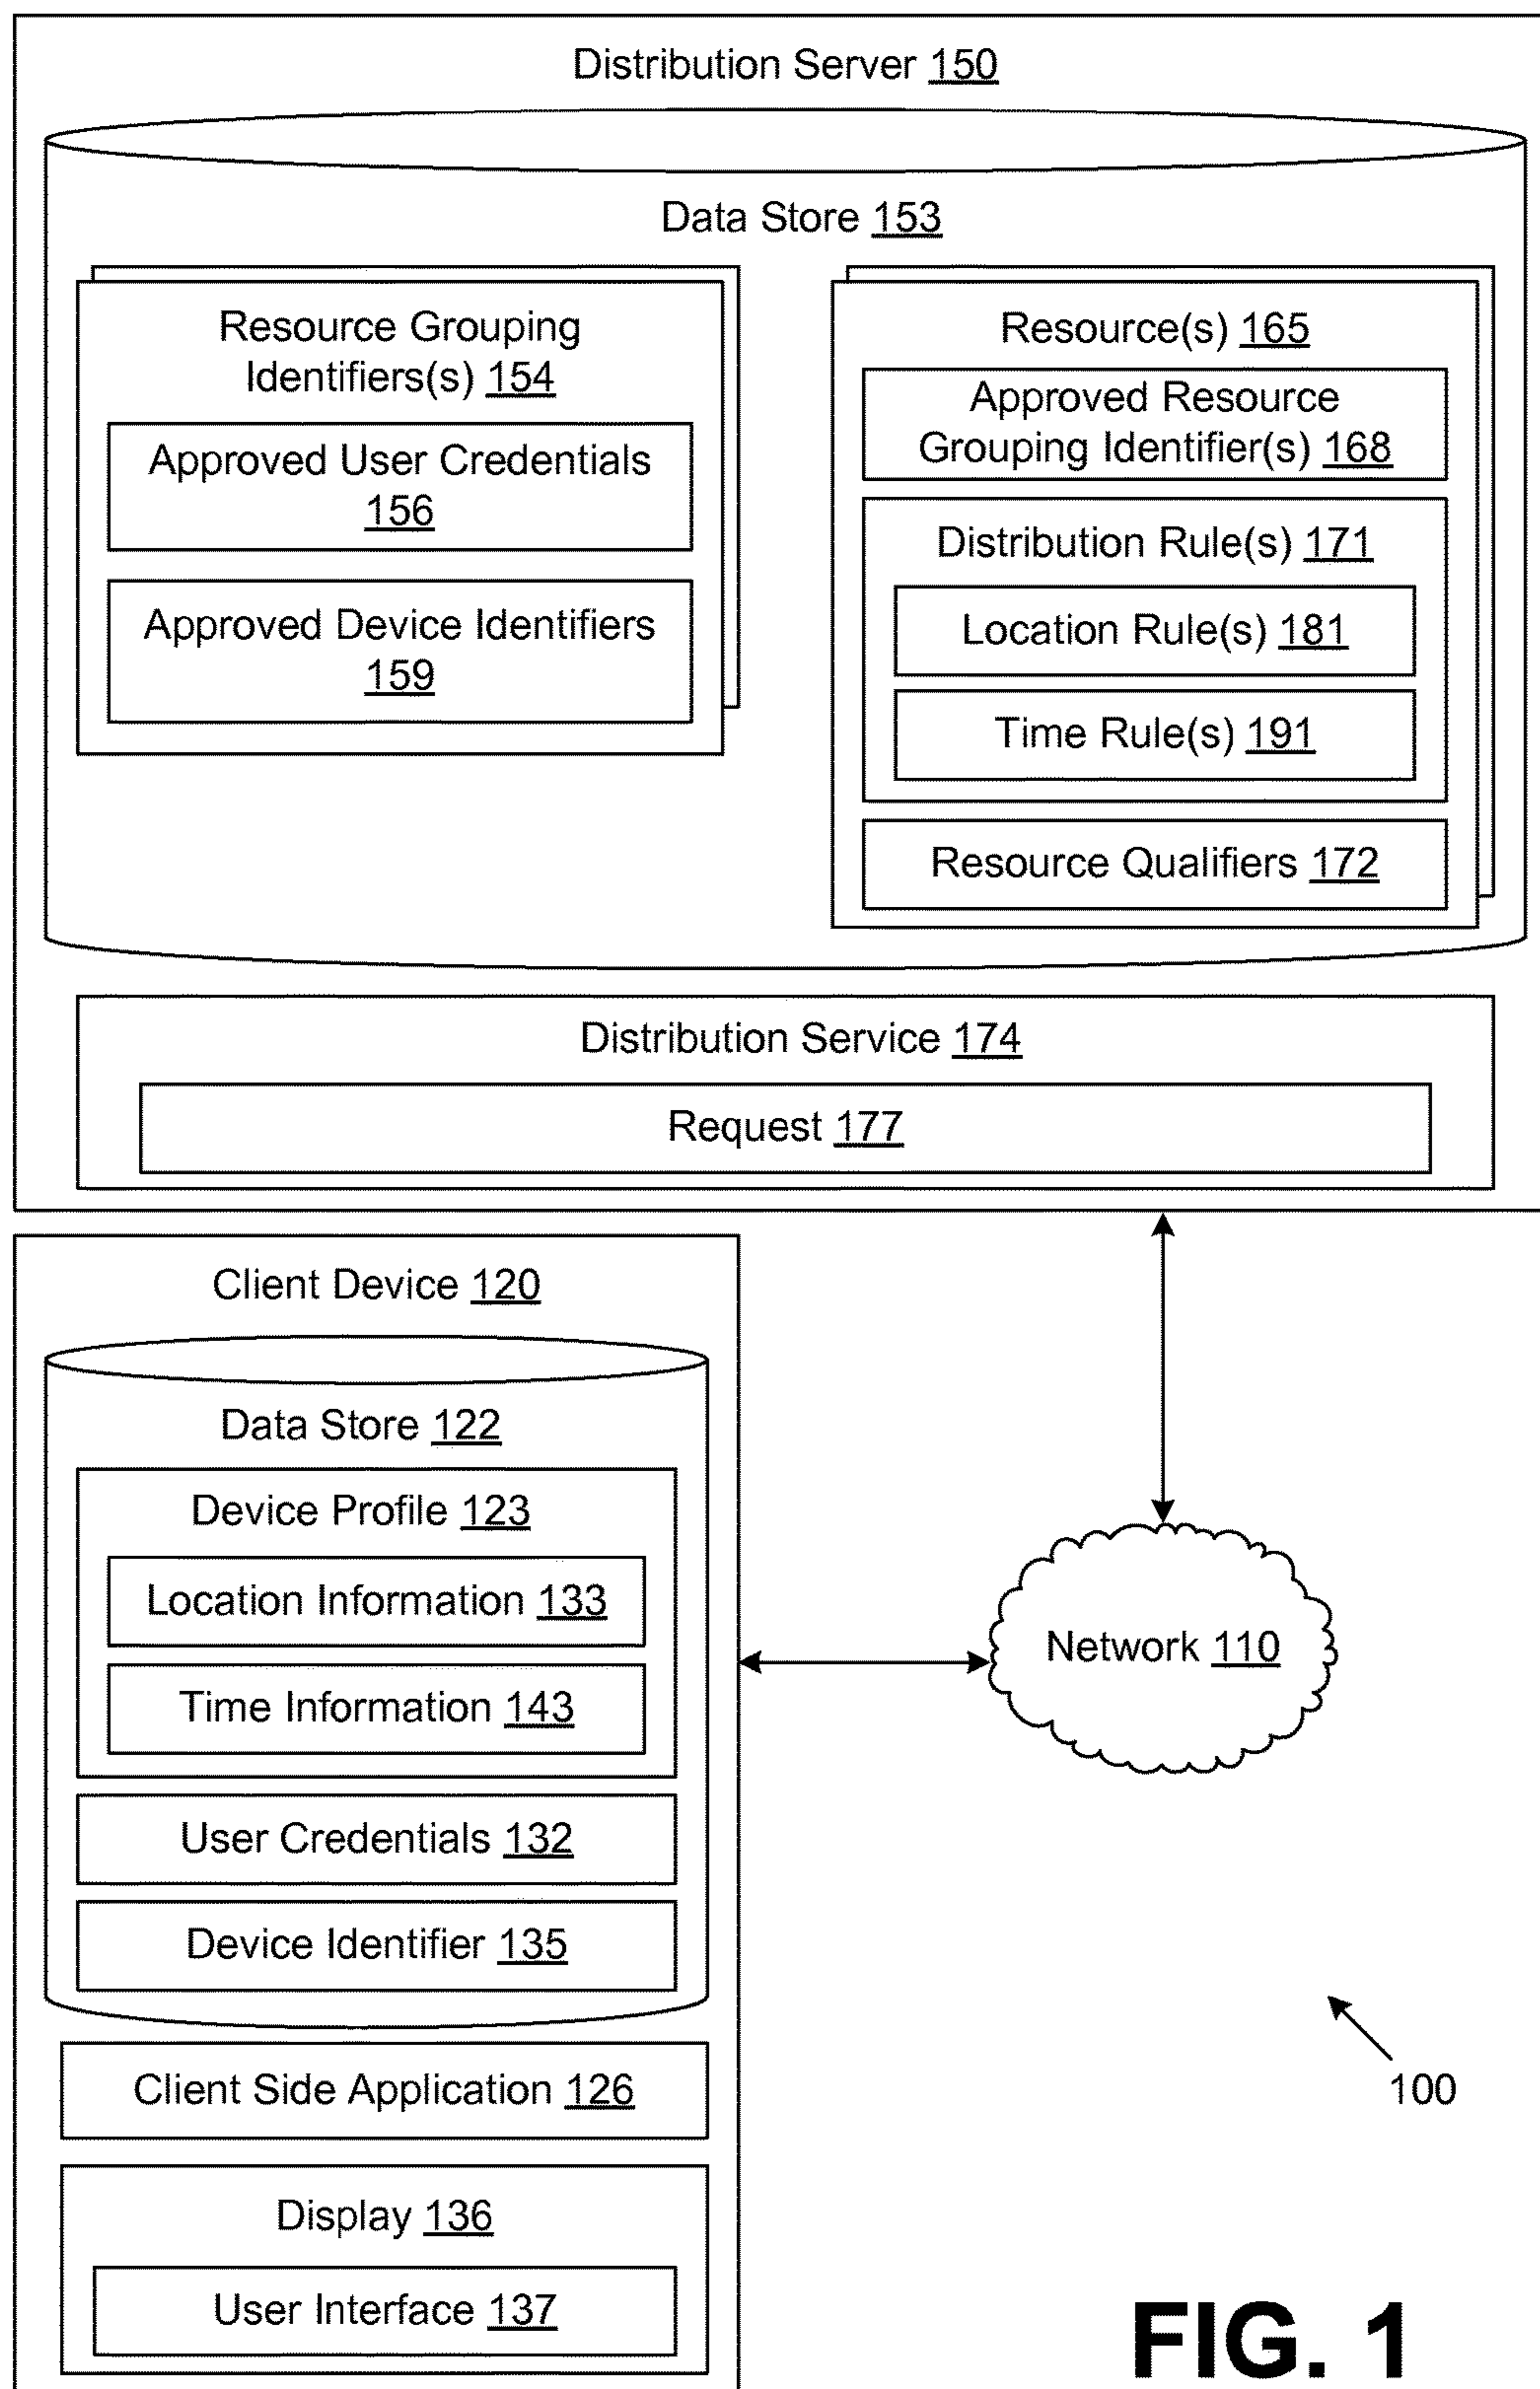 Distribution Server 150
Data Store 153
Resource Grouping
Identifiers(s) 154
Approved User Credentials
156
Approved Device Identifiers
159
Resource(s) 165
Approved Resource
Grouping Identifier(s) 168
Distribution Rule(s) 171
Location Rule(s) 181
Time Rule(s) 191
Resource Qualifiers 172
Distribution Service 174
Request 177
Client Device 120
Data Store 122
Device Profile 123
Location Information 133
Time Information 143
User Credentials 132
Device Identifier 135
Client Side Application 126
Display 136
User Interface 137
Network 110
100
FIG. 1